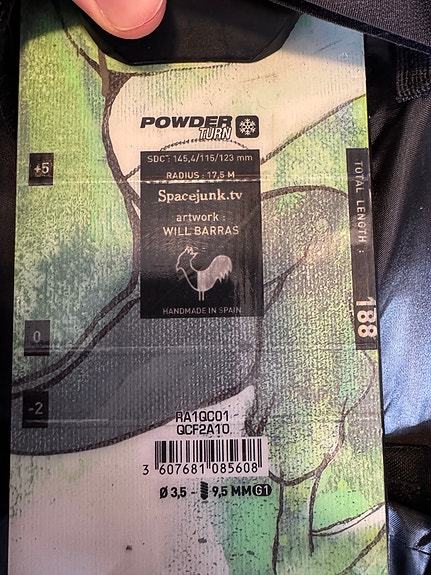 POWDER
TURN
SDC : 145,4/115/123 mm
RADIUS : 17,5 M
Spacejunk.tv
artwork :
WILL BARRAS
HANDMADE IN SPAIN
+5
0
-2
TOTAL LENGTH :
188
RA1QC01
QCF2A10
3 607681 085608
Ø 3,5 - 9,5 MM G1